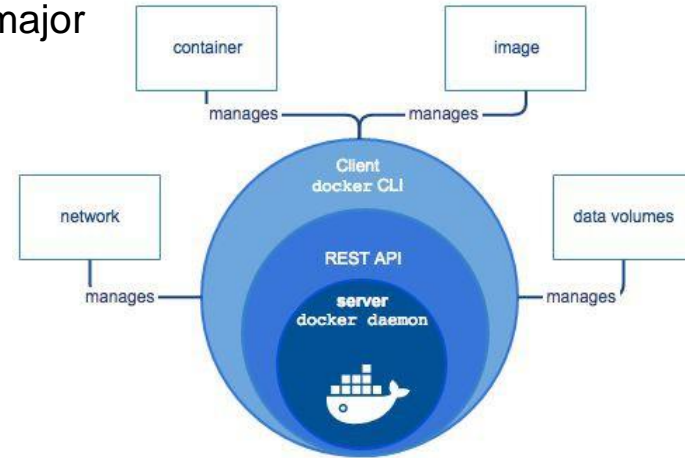 major
container
image
manages
manages
Client
docker CLI
network
data volumes
REST API
manages
server
manages
docker daemon